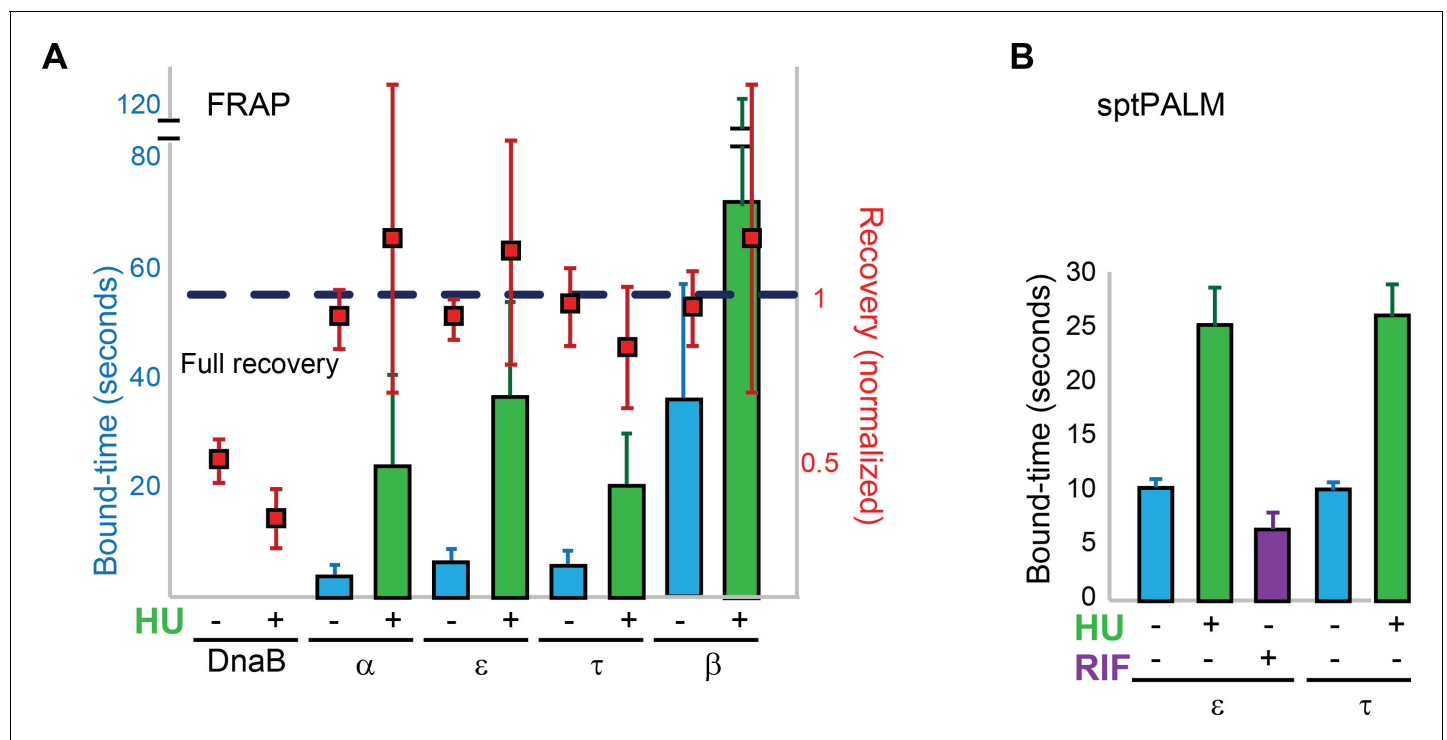 A
FRAP
120
80
60
40
20
Bound-time (seconds)
Full recovery
1
0.5
Recovery (normalized)
HU - + - + - + - + - +
DnaB α ε τ β
B
sptPALM
30
25
20
15
10
5
0
Bound-time (seconds)
HU - + - - +
RIF - - + - -
ε τ